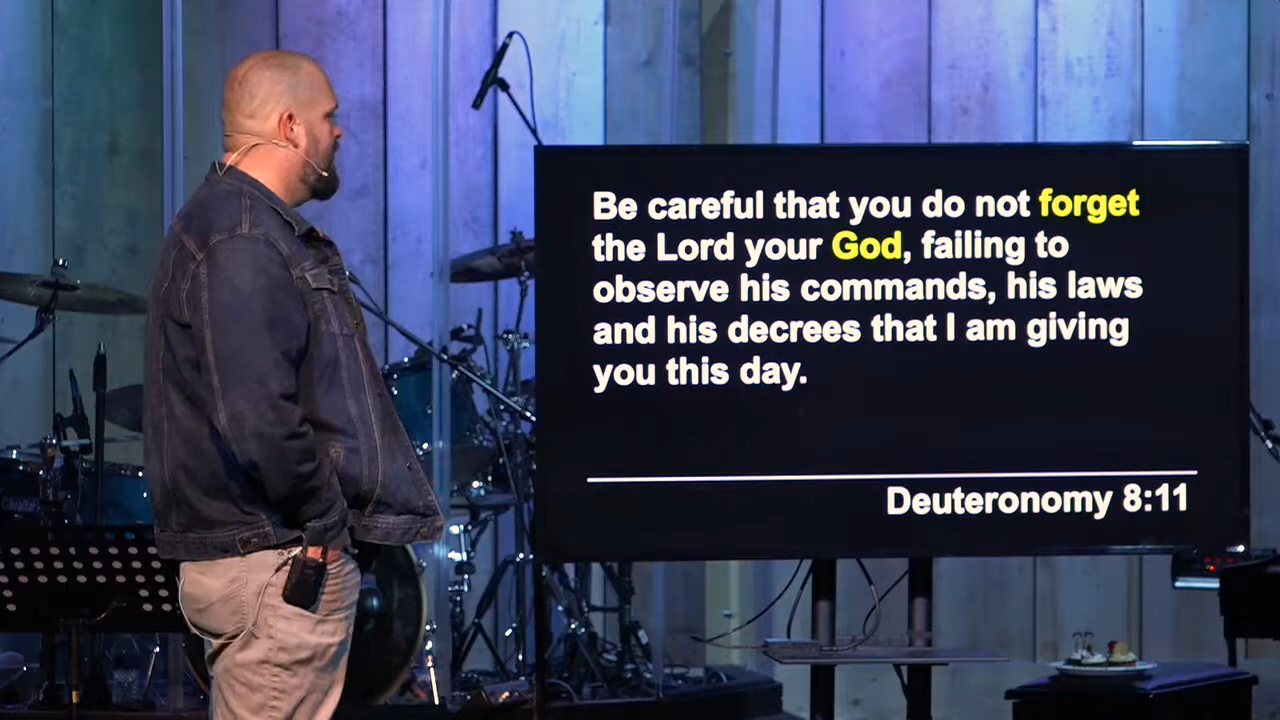 Be careful that you do not forget
the Lord your God, failing to
observe his commands, his laws
and his decrees that I am giving
you this day.
Deuteronomy 8:11